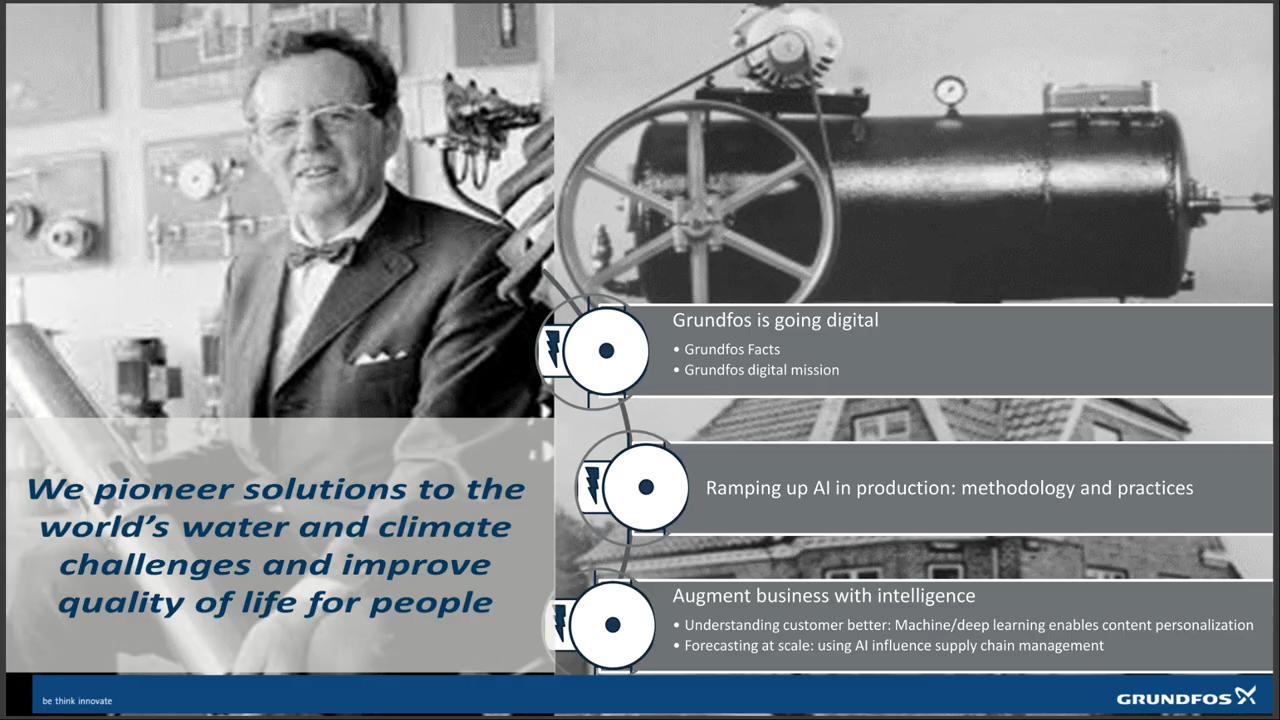 We pioneer solutions to the
world's water and climate
challenges and improve
quality of life for people
Grundfos is going digital
• Grundfos Facts
• Grundfos digital mission
Ramping up AI in production: methodology and practices
Augment business with intelligence
• Understanding customer better: Machine/deep learning enables content personalization
• Forecasting at scale: using AI influence supply chain management
be think innovate
GRUNDFOS